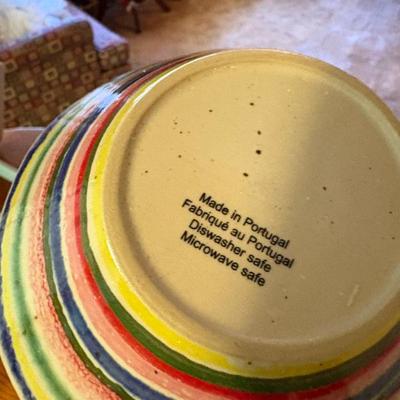 Made in Portugal
Fabriqué au Portugal
Diswasher safe
Microwave safe